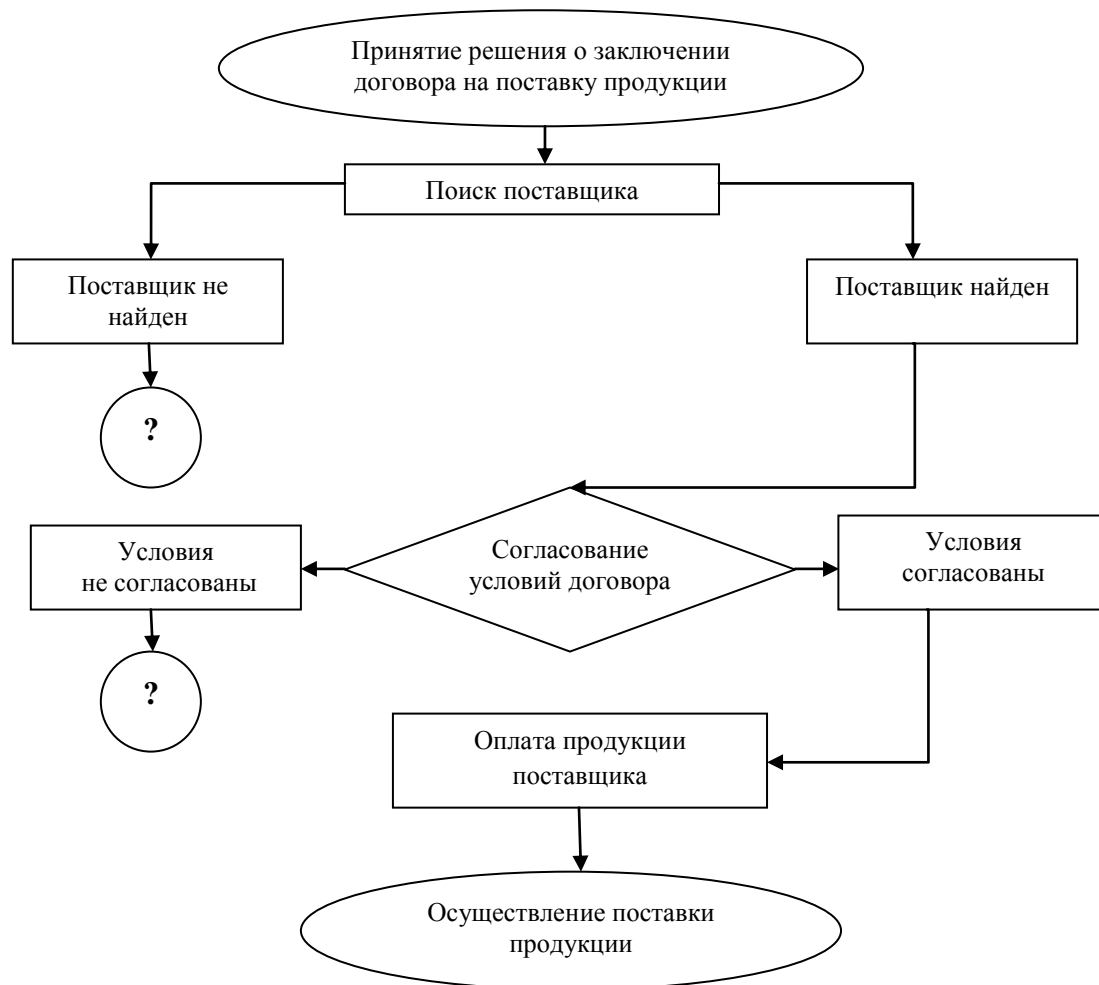 Принятие решения о заключении
договора на поставку продукции
Поиск поставщика
Поставщик не
найден
Поставщик найден
?
Согласование
условий договора
Условия
не согласованы
Условия
согласованы
?
Оплата продукции
поставщика
Осуществление поставки
продукции